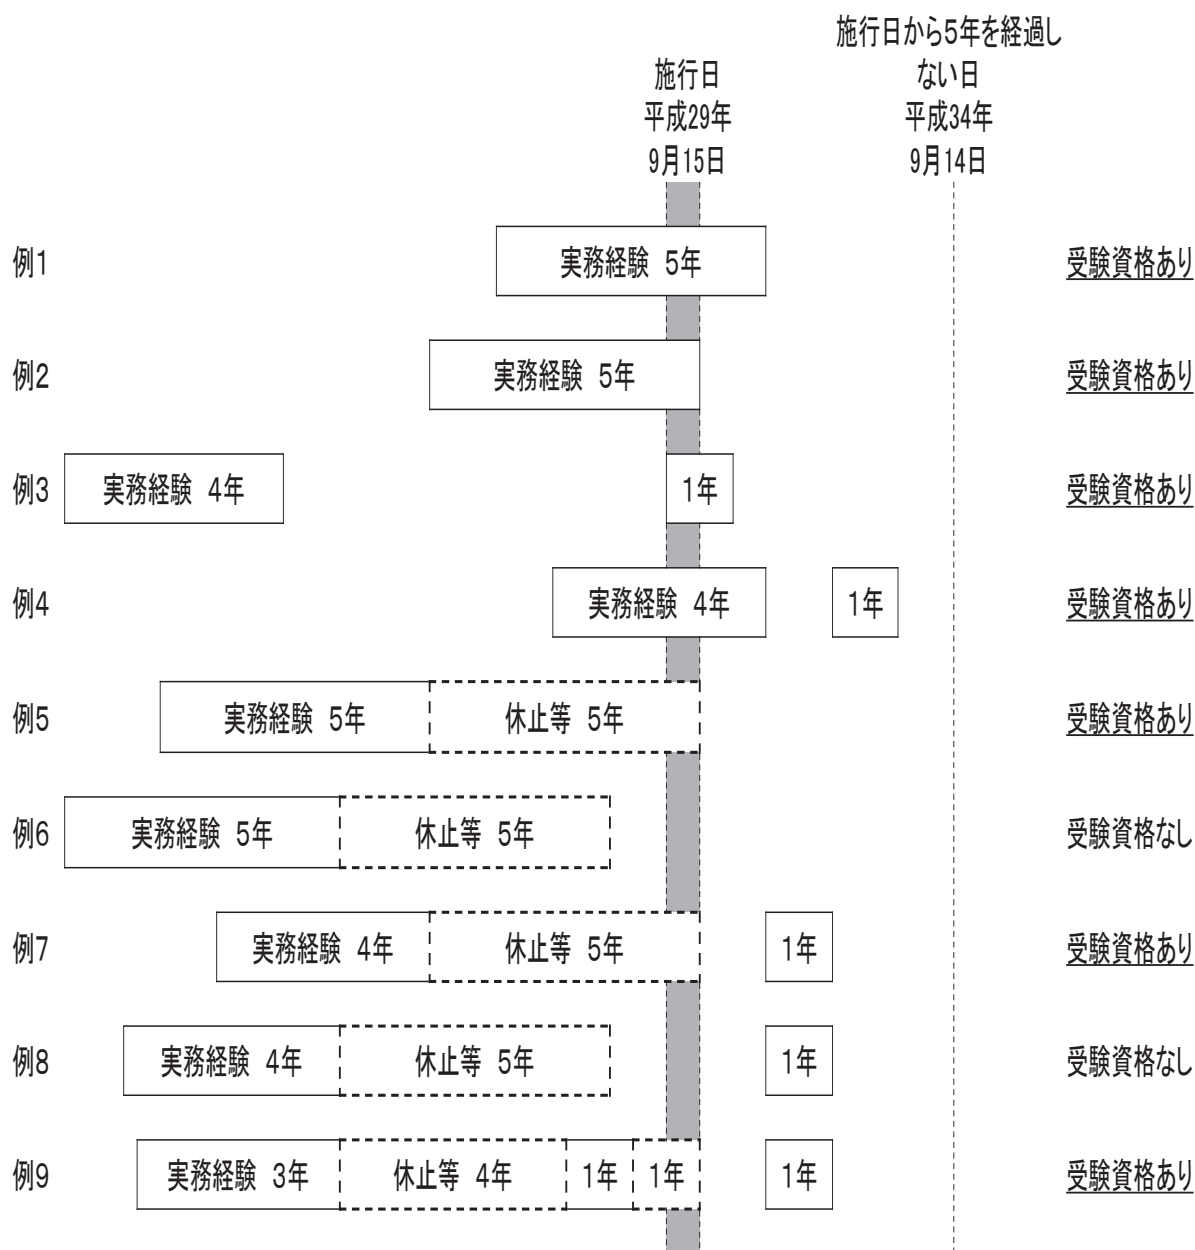 施行日から5年を経過し
ない日
平成34年
9月14日
施行日
平成29年
9月15日
例1 実務経験 5年 受験資格あり
例2 実務経験 5年 受験資格あり
例3 実務経験 4年 1年 受験資格あり
例4 実務経験 4年 1年 受験資格あり
例5 実務経験 5年 休止等 5年 受験資格あり
例6 実務経験 5年 休止等 5年 受験資格なし
例7 実務経験 4年 休止等 5年 1年 受験資格あり
例8 実務経験 4年 休止等 5年 1年 受験資格なし
例9 実務経験 3年 休止等 4年 1年 1年 1年 受験資格あり